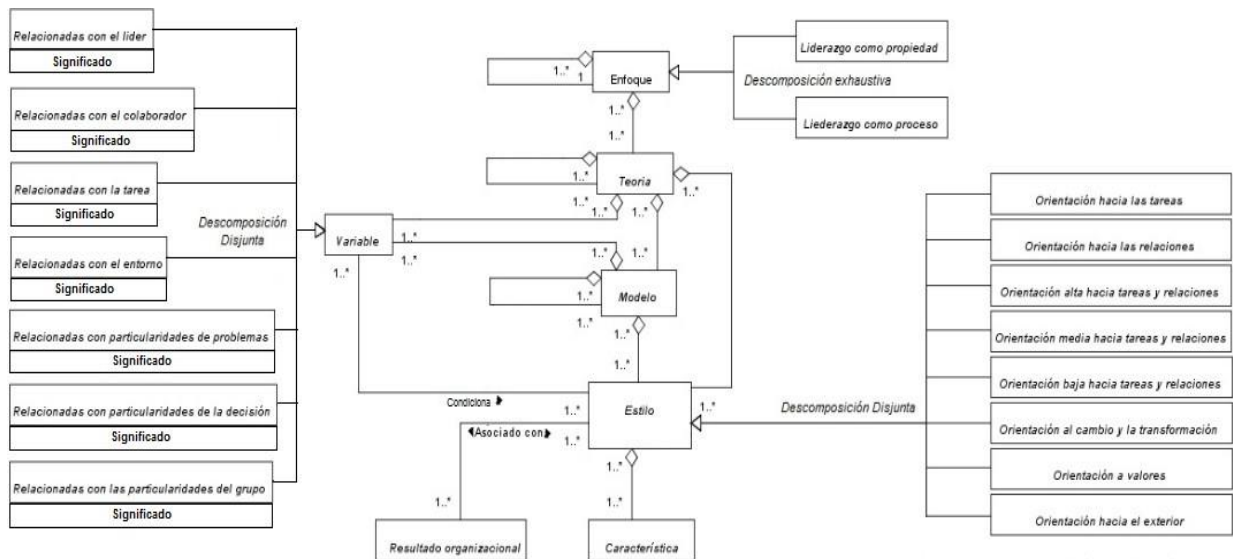 Relacionadas con el lider
Significado
Relacionadas con el colaborador
Significado
Relacionadas con la tarea
Significado
Relacionadas con el entorno
Significado
Relacionadas con particularidades de problemas
Significado
Relacionadas con particularidades de la decisión
Significado
Relacionadas con las particularidades del grupo
Significado
Descomposición
Disjunta
Variable
1..*
1..*
1..*
Enfoque
1..*
1
1..*
1..*
Liderazgo como propiedad
Descomposición exhaustiva
Liederazgo como proceso
Teoria
1..*
1..*
1..*
1..*
1..*
1..*
1..*
1..*
Modelo
1..*
1..*
1..*
1..*
Condiciona
Estilo
1..*
1..*
Asociado con
1..*
1..*
1..*
1..*
Resultado organizacional
Característica
Descomposición Disjunta
Orientación hacia las tareas
Orientación hacia las relaciones
Orientación alta hacia tareas y relaciones
Orientación media hacia tareas y relaciones
Orientación baja hacia tareas y relaciones
Orientación al cambio y la transformación
Orientación a valores
Orientación hacia el exterior